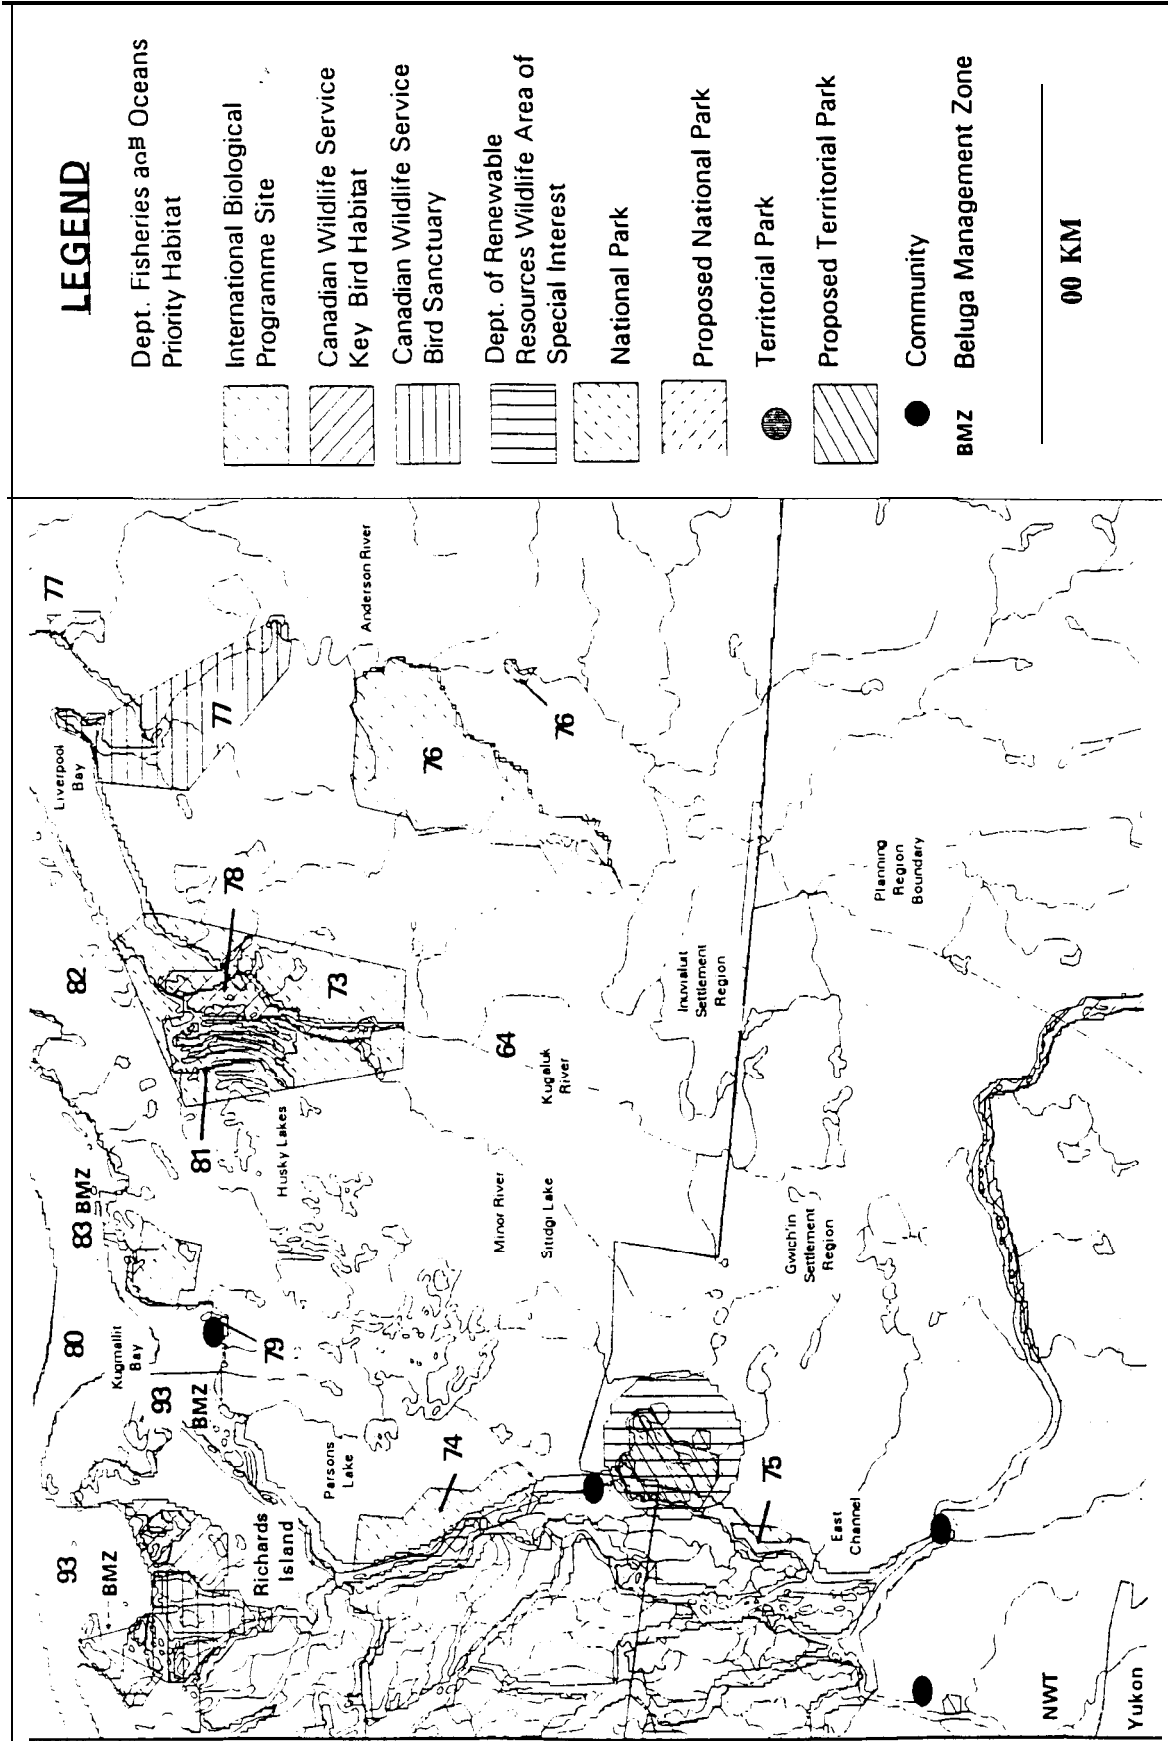 LEGEND
Dept. Fisheries and Oceans
Priority Habitat
International Biological
Programme Site
Canadian Wildlife Service
Key Bird Habitat
Canadian Wildlife Service
Bird Sanctuary
Dept. of Renewable
Resources Wildlife Area of
Special Interest
National Park
Proposed National Park
Territorial Park
Proposed Territorial Park
Community
BMZ Beluga Management Zone
00 KM
93
BMZ
Richards
Island
93
BMZ
80
Kugmallit
Bay
79
83 BMZ
81
Husky Lakes
82
78
73
Liverpool
Bay
77
77
Anderson River
76
76
64
Kugaluk
River
Minor River
Sitidgi Lake
Parsons
Lake
74
75
East
Channel
Inuvialuit
Settlement
Region
Gwich'in
Settlement
Region
Planning
Region
Boundary
NWT
Yukon